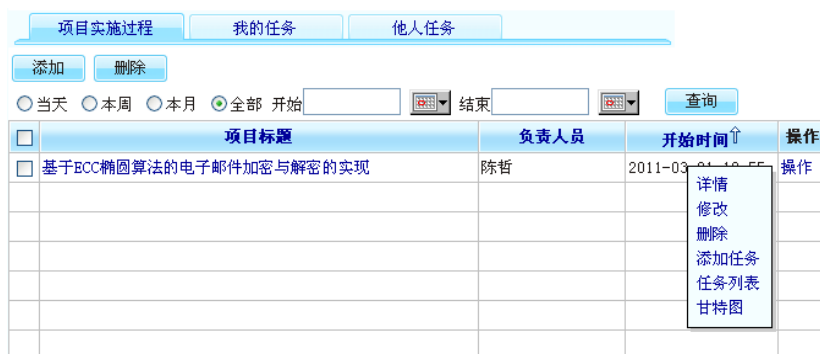 项目实施过程 我的任务 他人任务
添加 删除
当天 本周 本月 全部 开始 结束 查询
项目标题 负责人员 开始时间⇧ 操作
基于ECC椭圆算法的电子邮件加密与解密的实现 陈哲 2011-03 操作
详情
修改
删除
添加任务
任务列表
甘特图